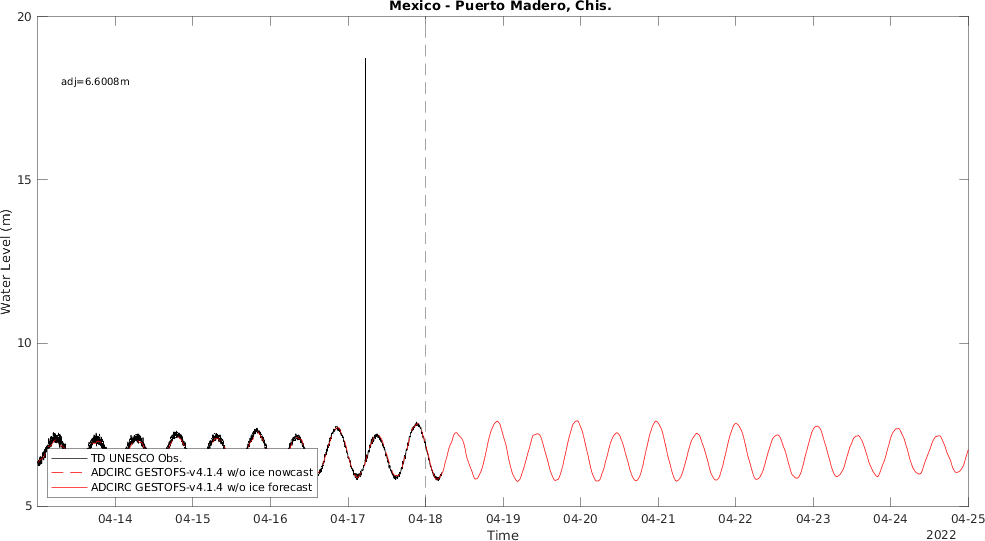 Mexico - Puerto Madero, Chis.
20
adj=6.6008m
15
Water Level (m)
10
TD UNESCO Obs.
ADCIRC GESTOFS-v4.1.4 w/o ice nowcast
ADCIRC GESTOFS-v4.1.4 w/o ice forecast
5
04-14 04-15 04-16 04-17 04-18 04-19 04-20 04-21 04-22 04-23 04-24 04-25
Time
2022